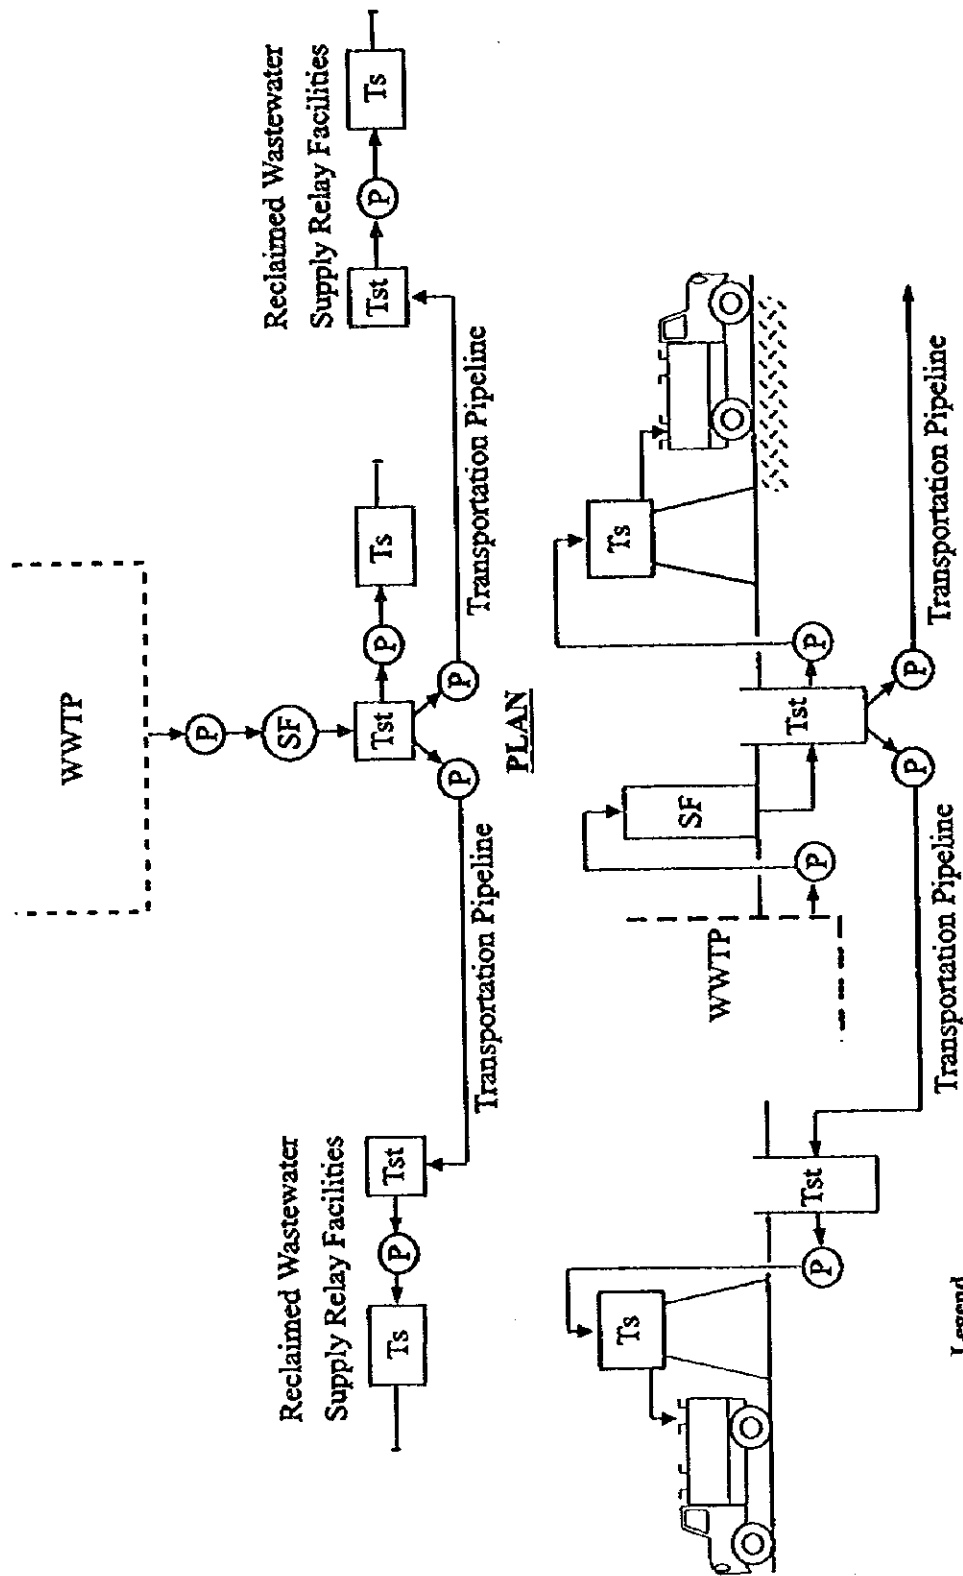 WWTP
P
SF
Reclaimed Wastewater
Supply Relay Facilities
Reclaimed Wastewater
Supply Relay Facilities
Ts
P
Tst
Tst
P
Ts
Tst
P
Ts
P
P
Transportation Pipeline
Transportation Pipeline
PLAN
Ts
SF
Ts
WWTP
P
Tst
P
Tst
P
P
P
Transportation Pipeline
Transportation Pipeline
Legend